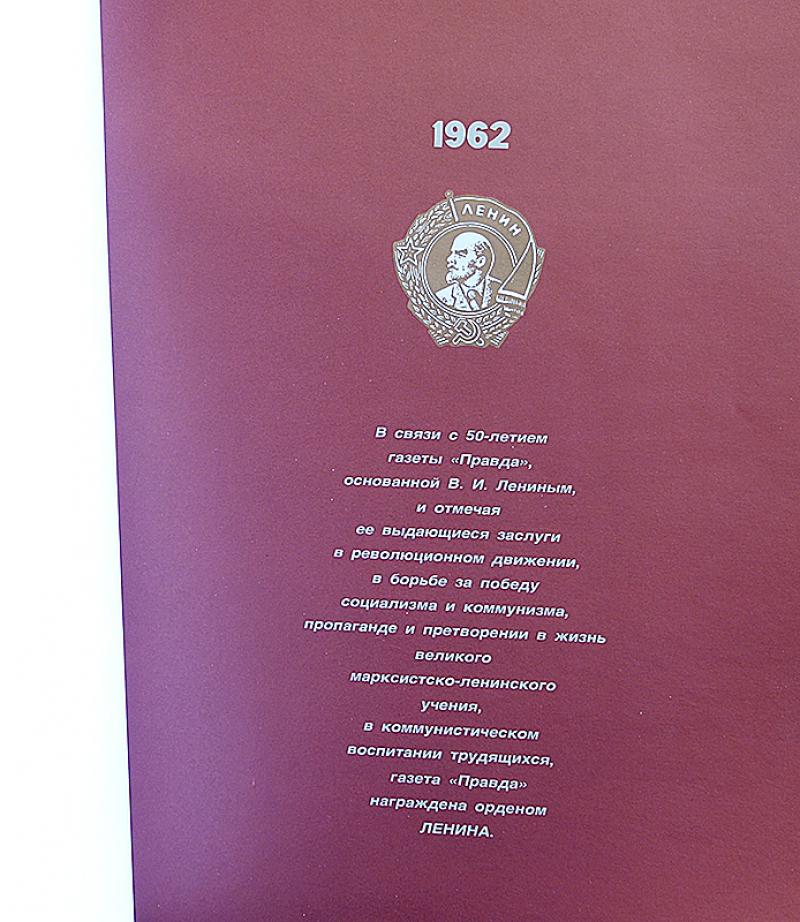 1962
ЛЕНИН
В связи с 50-летием
газеты «Правда»,
основанной В. И. Лениным,
и отмечая
ее выдающиеся заслуги
в революционном движении,
в борьбе за победу
социализма и коммунизма,
пропаганде и претворении в жизнь
великого
марксистско-ленинского
учения,
в коммунистическом
воспитании трудящихся,
газета «Правда»
награждена орденом
ЛЕНИНА.